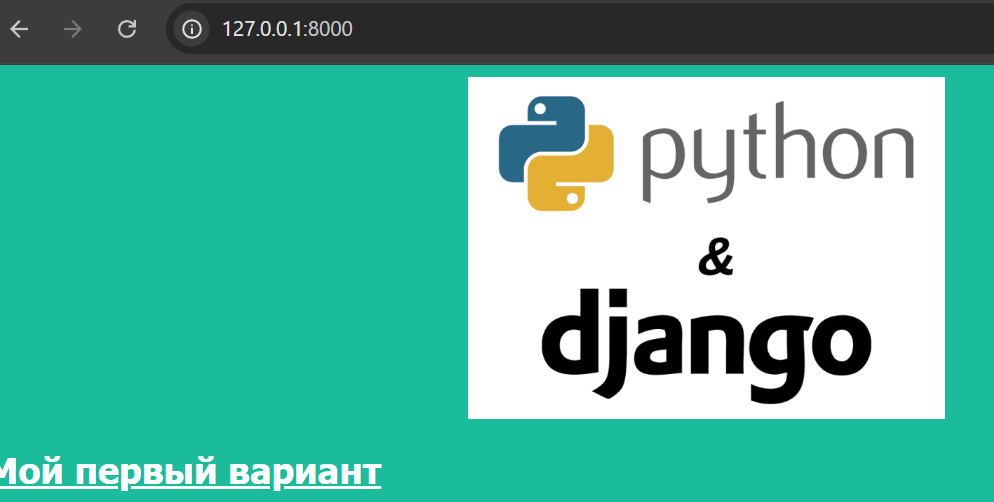 127.0.0.1:8000
python
&
django
Мой первый вариант